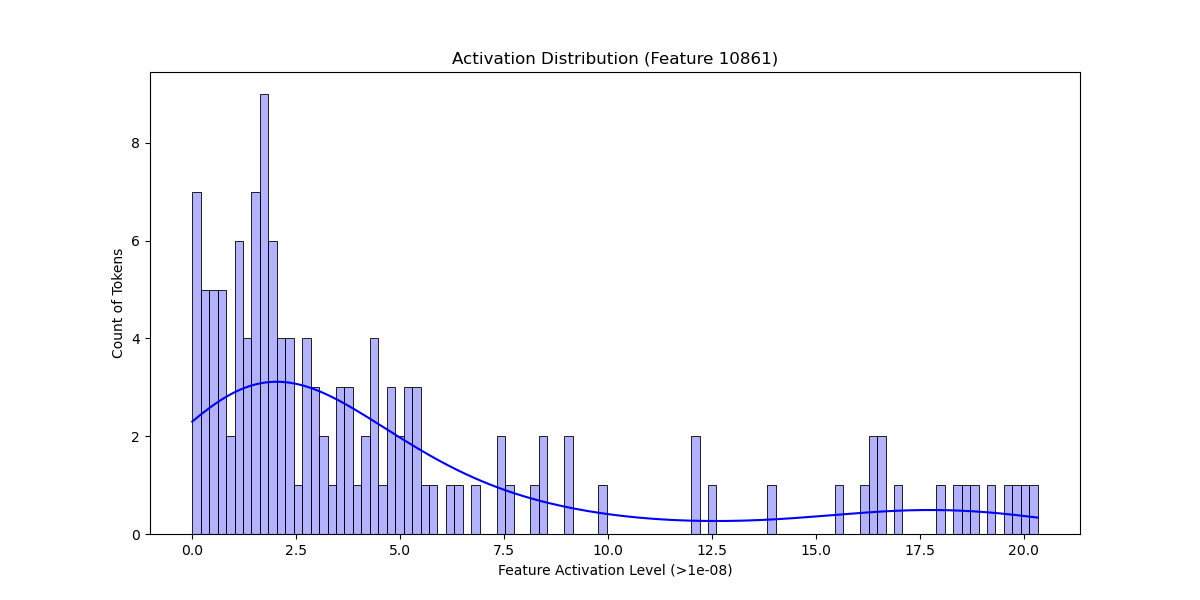 Activation Distribution (Feature 10861)
Count of Tokens
8
6
4
2
0
0.0 2.5 5.0 7.5 10.0 12.5 15.0 17.5 20.0
Feature Activation Level (>1e-08)